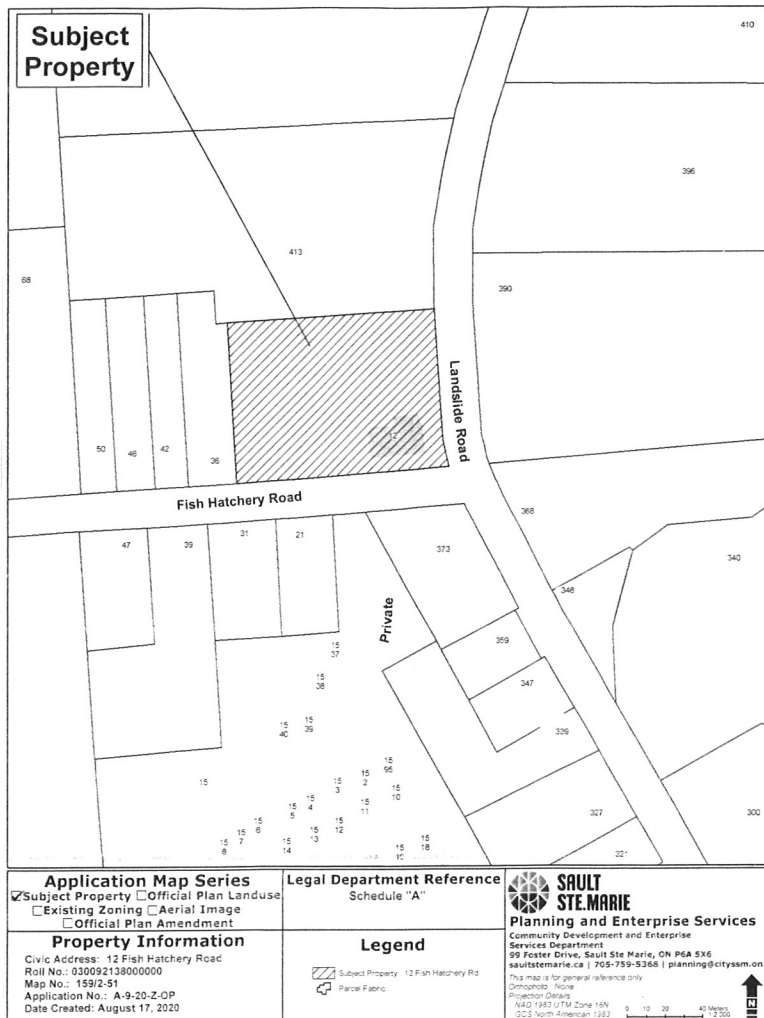 Subject
Property
410
396
413
68
390
Landslide Road
12
50
46
42
36
Fish Hatchery Road
368
47
39
31
21
373
340
348
Private
359
15
37
347
15
38
15
40
15
39
329
15
95
15
2
15
3
15
15
10
15
4
15
11
15
5
327
300
15
6
15
12
15
7
15
13
15
8
15
14
15
18
321
Application Map Series
Subject Property Official Plan Landuse
Existing Zoning Aerial Image
Official Plan Amendment
Legal Department Reference
Schedule "A"
SAULT
STE.MARIE
Planning and Enterprise Services
Community Development and Enterprise
Services Department
99 Foster Drive, Sault Ste Marie, ON P6A 5X6
saultstemarie.ca | 705-759-5368 | planning@cityssm.on.
Property Information
Civic Address: 12 Fish Hatchery Road
Roll No.: 030092138000000
Map No.: 159/2-51
Application No.: A-9-20-Z-OP
Date Created: August 17, 2020
Legend
Subject Property 12 Fish Hatchery Rd
Parcel Fabric
This map is for general reference only
Orthophoto: None
Projection Details:
NAD 1983 UTM Zone 16N
GCS North American 1983
0 10 20 40 Meters
1:2 000
N